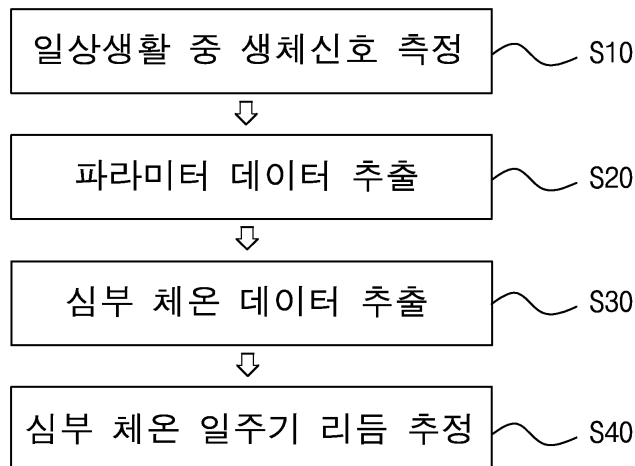 일상생활 중 생체신호 측정 S10
파라미터 데이터 추출 S20
심부 체온 데이터 추출 S30
심부 체온 일주기 리듬 추정 S40